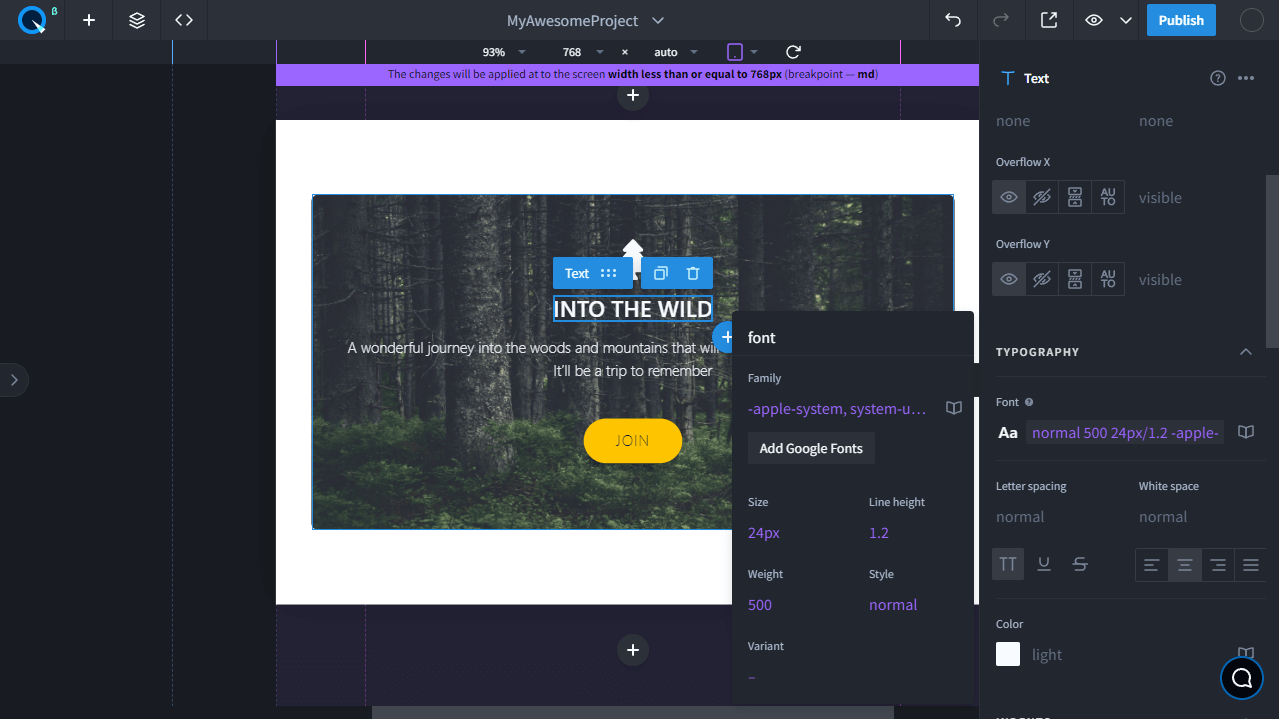 β
MyAwesomeProject
Publish
93%
768
×
auto
The changes will be applied at to the screen width less than or equal to 768px (breakpoint — md)
Text
INTO THE WILD
A wonderful journey into the woods and mountains that will
It'll be a trip to remember
JOIN
font
Family
-apple-system, system-u…
Add Google Fonts
Size
Line height
24px
1.2
Weight
Style
500
normal
Variant
–
Text
none
none
Overflow X
AU
TO
visible
Overflow Y
AU
TO
visible
TYPOGRAPHY
Font
Aa
normal 500 24px/1.2 -apple-
Letter spacing
White space
normal
normal
TT
U
S
Color
light